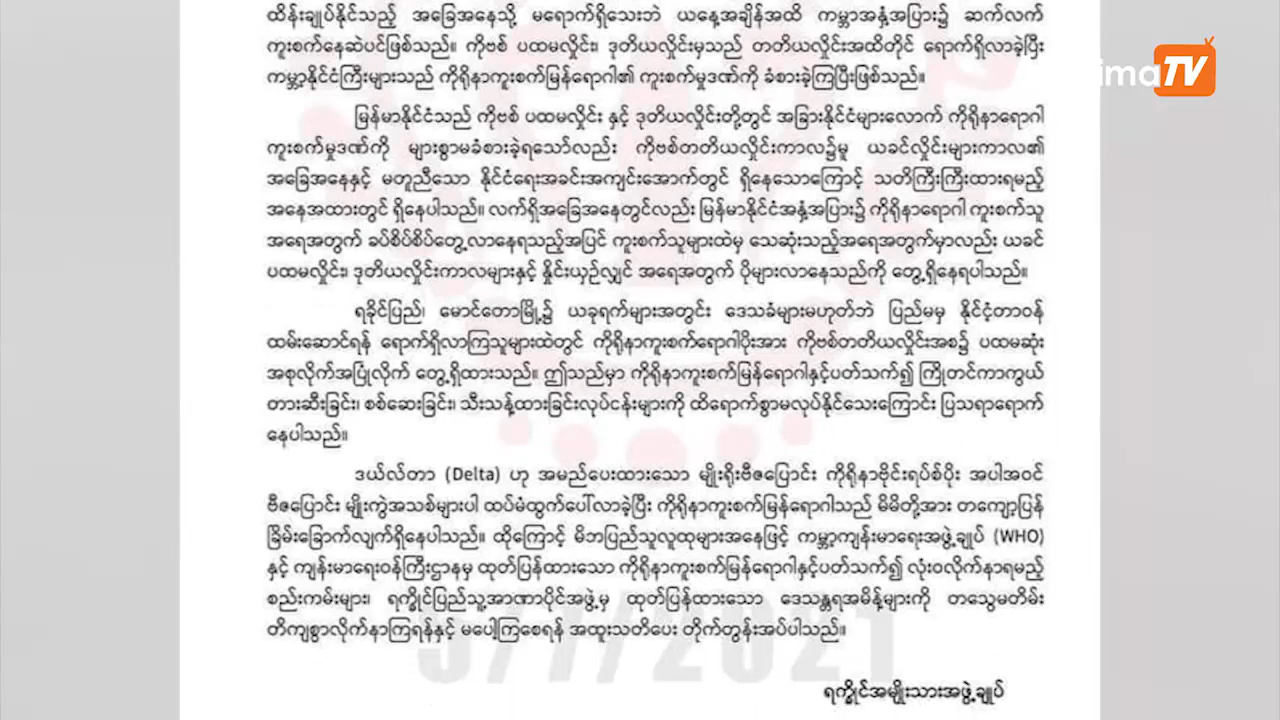 ထိန်းချုပ်နိုင်သည့် အခြေအနေသို့ မရောက်ရှိသေးဘဲ ယနေ့အချိန်အထိ ကမ္ဘာအနှံ့အပြား၌ ဆက်လက်
ကူးစက်နေဆဲပင်ဖြစ်သည်။ ကိုဗစ် ပထမလှိုင်း၊ ဒုတိယလှိုင်းမှသည် တတိယလှိုင်းအထိတိုင် ရောက်ရှိလာခဲ့ပြီး
ကမ္ဘာ့နိုင်ငံကြီးများသည် ကိုရိုနာကူးစက်မြန်ရောဂါ၏ ကူးစက်မှုဒဏ်ကို ခံစားခဲ့ကြပြီးဖြစ်သည်။
imaTV
မြန်မာနိုင်ငံသည် ကိုဗစ် ပထမလှိုင်း နှင့် ဒုတိယလှိုင်းတို့တွင် အခြားနိုင်ငံများလောက် ကိုရိုနာရောဂါ
ကူးစက်မှုဒဏ်ကို များစွာမခံစားခဲ့ရသော်လည်း ကိုဗစ်တတိယလှိုင်းကာလ၌မူ ယခင်လှိုင်းများကာလ၏
အခြေအနေနှင့် မတူညီသော နိုင်ငံရေးအခင်းအကျင်းအောက်တွင် ရှိနေသောကြောင့် သတိကြီးကြီးထားရမည့်
အနေအထားတွင် ရှိနေပါသည်။ လက်ရှိအခြေအနေတွင်လည်း မြန်မာနိုင်ငံအနှံ့အပြား၌ ကိုရိုနာရောဂါ ကူးစက်သူ
အရေအတွက် ခပ်စိပ်စိပ်တွေ့လာနေရသည့်အပြင် ကူးစက်သူများထဲမှ သေဆုံးသည့်အရေအတွက်မှာလည်း ယခင်
ပထမလှိုင်း၊ ဒုတိယလှိုင်းကာလများနှင့် နှိုင်းယှဉ်လျှင် အရေအတွက် ပိုများလာနေသည်ကို တွေ့ရှိနေရပါသည်။
ရခိုင်ပြည်၊ မောင်တောမြို့၌ ယခုရက်များအတွင်း ဒေသခံများမဟုတ်ဘဲ ပြည်မမှ နိုင်ငံ့တာဝန်
ထမ်းဆောင်ရန် ရောက်ရှိလာကြသူများထဲတွင် ကိုရိုနာကူးစက်ရောဂါပိုးအား ကိုဗစ်တတိယလှိုင်းအစ၌ ပထမဆုံး
အစုလိုက်အပြုံလိုက် တွေ့ရှိထားသည်။ ဤသည်မှာ ကိုရိုနာကူးစက်မြန်ရောဂါနှင့်ပတ်သက်၍ ကြိုတင်ကာကွယ်
တားဆီးခြင်း၊ စစ်ဆေးခြင်း၊ သီးသန့်ထားခြင်းလုပ်ငန်းများကို ထိရောက်စွာမလုပ်နိုင်သေးကြောင်း ပြသရာရောက်
နေပါသည်။
ဒယ်လ်တာ (Delta) ဟု အမည်ပေးထားသော မျိုးရိုးဗီဇပြောင်း ကိုရိုနာဗိုင်းရပ်စ်ပိုး အပါအဝင်
ဗီဇပြောင်း မျိုးကွဲအသစ်များပါ ထပ်မံထွက်ပေါ်လာခဲ့ပြီး ကိုရိုနာကူးစက်မြန်ရောဂါသည် မိမိတို့အား တကျော့ပြန်
ခြိမ်းခြောက်လျက်ရှိနေပါသည်။ ထို့ကြောင့် မိဘပြည်သူလူထုများအနေဖြင့် ကမ္ဘာ့ကျန်းမာရေးအဖွဲ့ချုပ် (WHO)
နှင့် ကျန်းမာရေးဝန်ကြီးဌာနမှ ထုတ်ပြန်ထားသော ကိုရိုနာကူးစက်မြန်ရောဂါနှင့်ပတ်သက်၍ လုံးဝလိုက်နာရမည့်
စည်းကမ်းများ၊ ရက္ခိုင်ပြည်သူ့အာဏာပိုင်အဖွဲ့မှ ထုတ်ပြန်ထားသော ဒေသန္တရအမိန့်များကို တသွေမတိမ်း
တိကျစွာလိုက်နာကြရန်နှင့် မပေါ့ကြစေရန် အထူးသတိပေး တိုက်တွန်းအပ်ပါသည်။
5/7/2021
ရက္ခိုင်အမျိုးသားအဖွဲ့ချုပ်